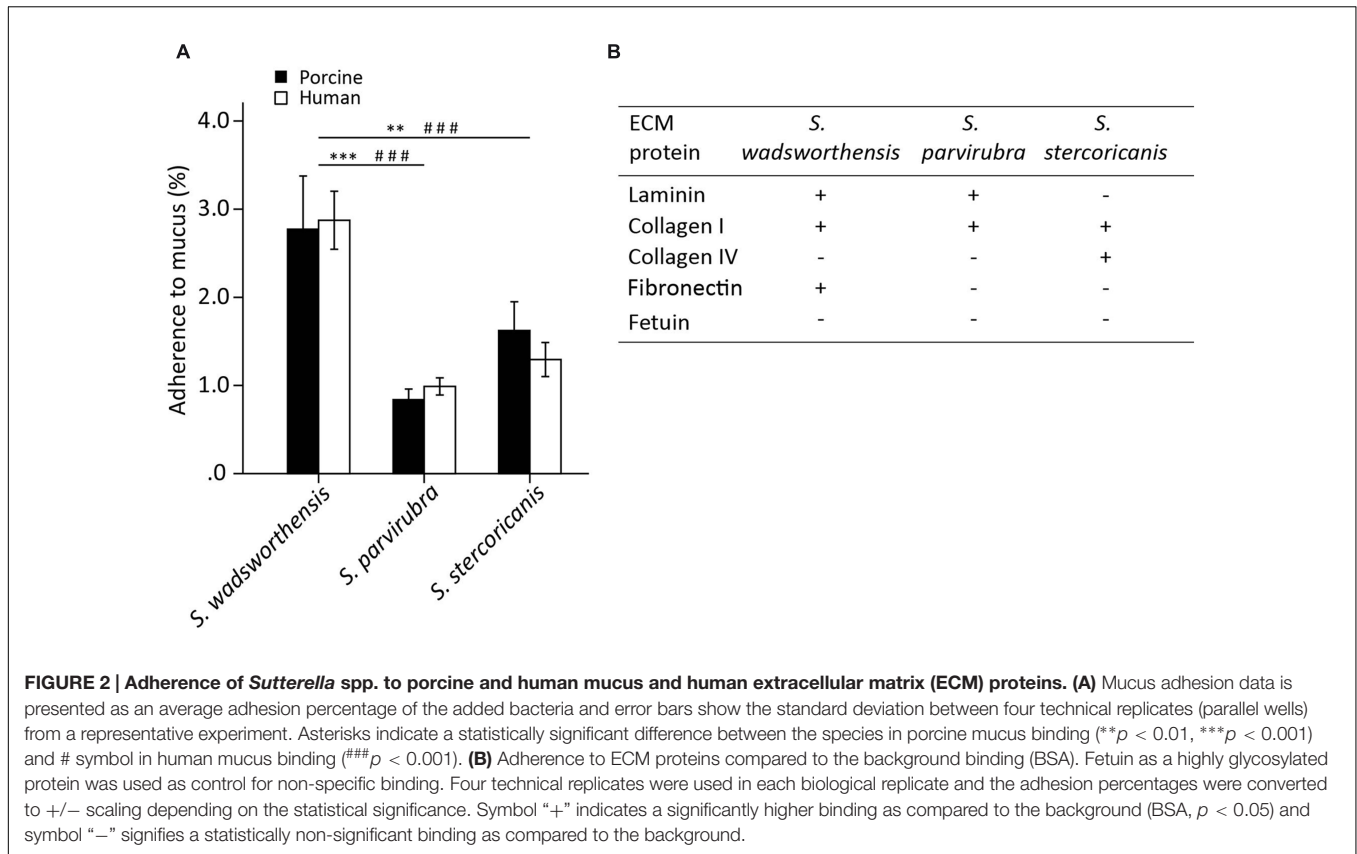 A
Porcine
Human
4.0
3.0
2.0
1.0
.0
Adherence to mucus (%)
** ###
*** ###
S. wadsworthensis
S. parvirubra
S. stercoricanis
B
ECM protein S. wadsworthensis S. parvirubra S. stercoricanis
Laminin + + -
Collagen I + + +
Collagen IV - - +
Fibronectin + - -
Fetuin - - -
FIGURE 2 | Adherence of Sutterella spp. to porcine and human mucus and human extracellular matrix (ECM) proteins. (A) Mucus adhesion data is
presented as an average adhesion percentage of the added bacteria and error bars show the standard deviation between four technical replicates (parallel wells)
from a representative experiment. Asterisks indicate a statistically significant difference between the species in porcine mucus binding (**p < 0.01, ***p < 0.001)
and # symbol in human mucus binding (###p < 0.001). (B) Adherence to ECM proteins compared to the background binding (BSA). Fetuin as a highly glycosylated
protein was used as control for non-specific binding. Four technical replicates were used in each biological replicate and the adhesion percentages were converted
to +/− scaling depending on the statistical significance. Symbol “+” indicates a significantly higher binding as compared to the background (BSA, p < 0.05) and
symbol “−” signifies a statistically non-significant binding as compared to the background.